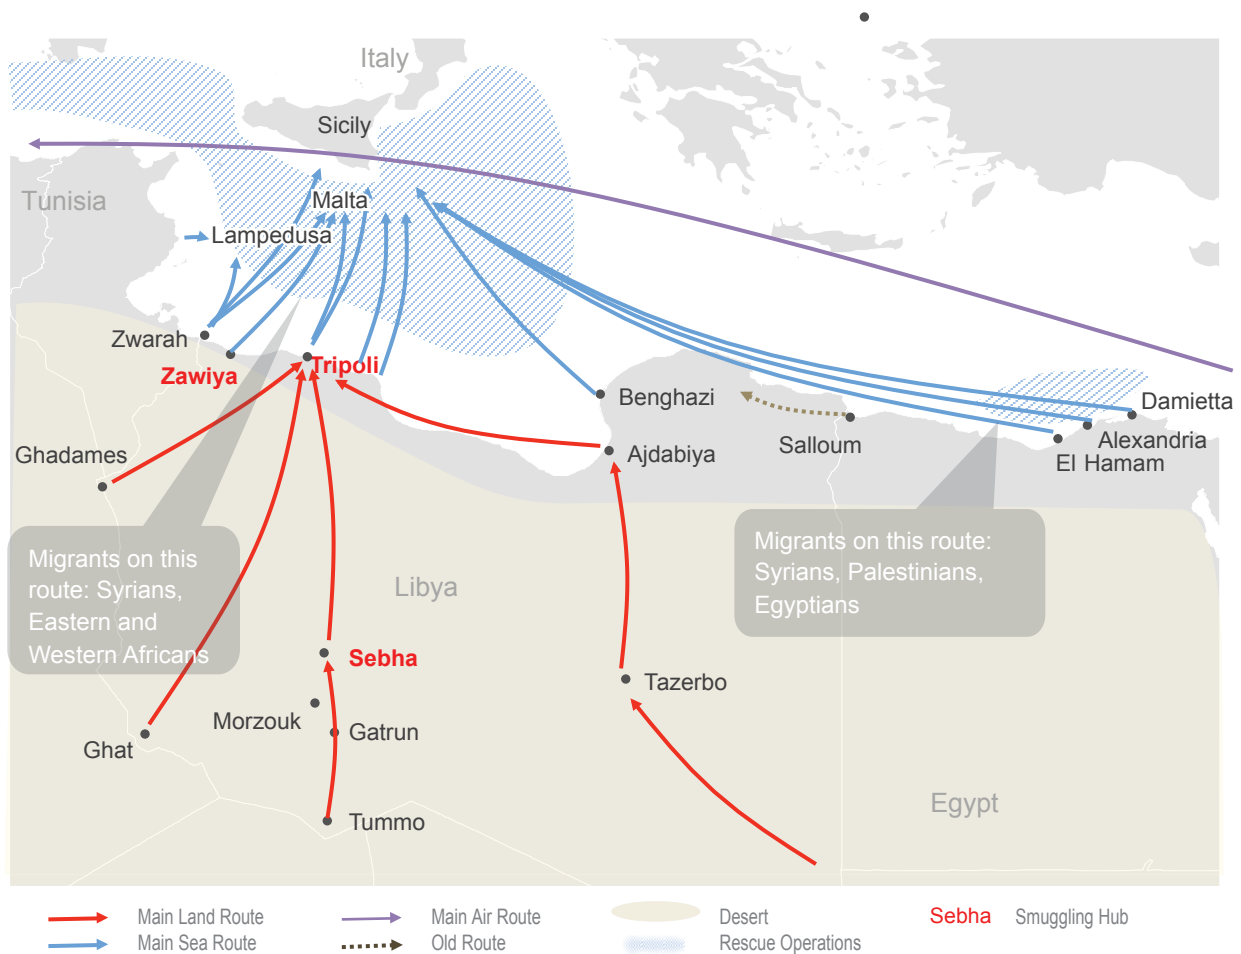 Italy
Sicily
Tunisia
Malta
Lampedusa
Zwarah
Zawiya
Tripoli
Benghazi
Damietta
Salloum
Alexandria
El Hamam
Ajdabiya
Ghadames
Migrants on this
route: Syrians,
Eastern and
Western Africans
Migrants on this route:
Syrians, Palestinians,
Egyptians
Libya
Sebha
Tazerbo
Morzouk
Gatrun
Ghat
Egypt
Tummo
Main Land Route
Main Air Route
Desert
Sebha
Smuggling Hub
Main Sea Route
Old Route
Rescue Operations